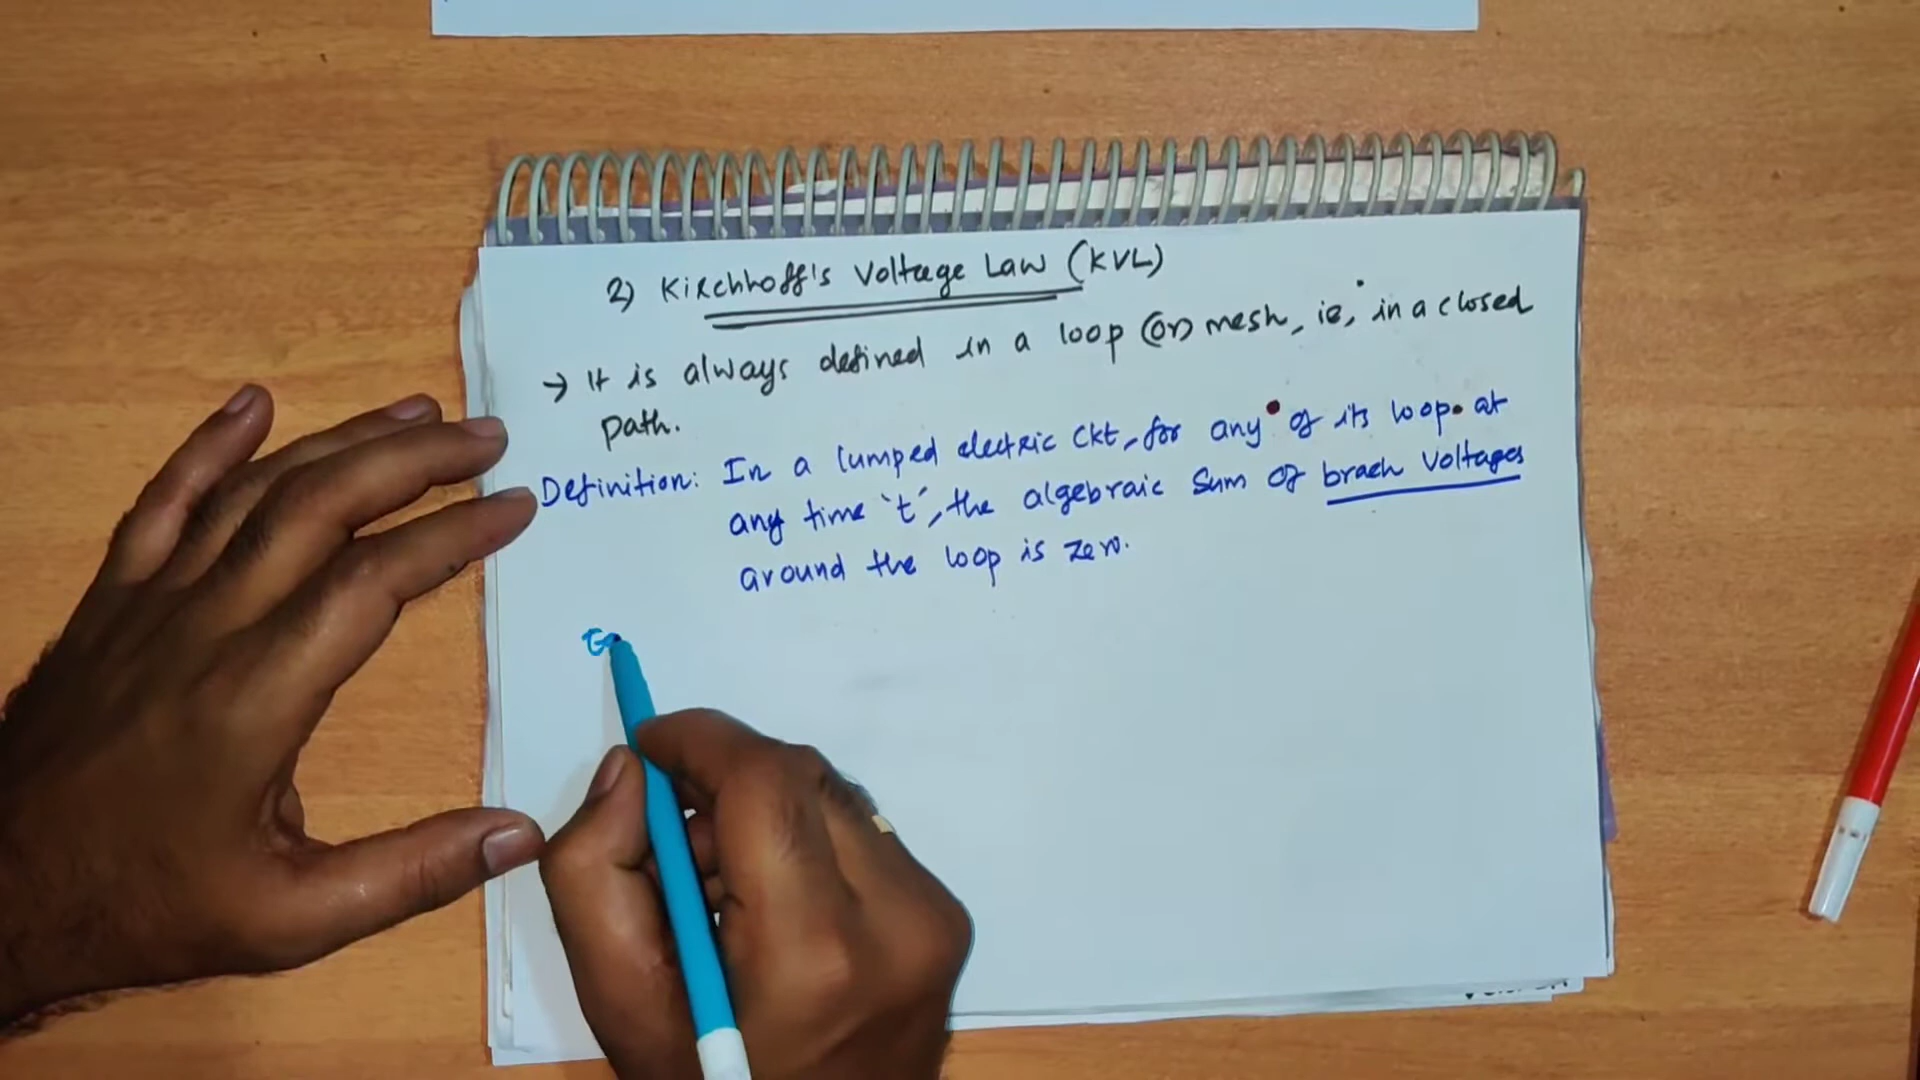 2) Kirchhoff's Voltage Law (KVL)
→ It is always defined in a loop (or) mesh, ie, in a closed
path.
Definition: In a lumped electric ckt, for any of its loop. at
any time 't', the algebraic sum of brach voltages
around the loop is zero.